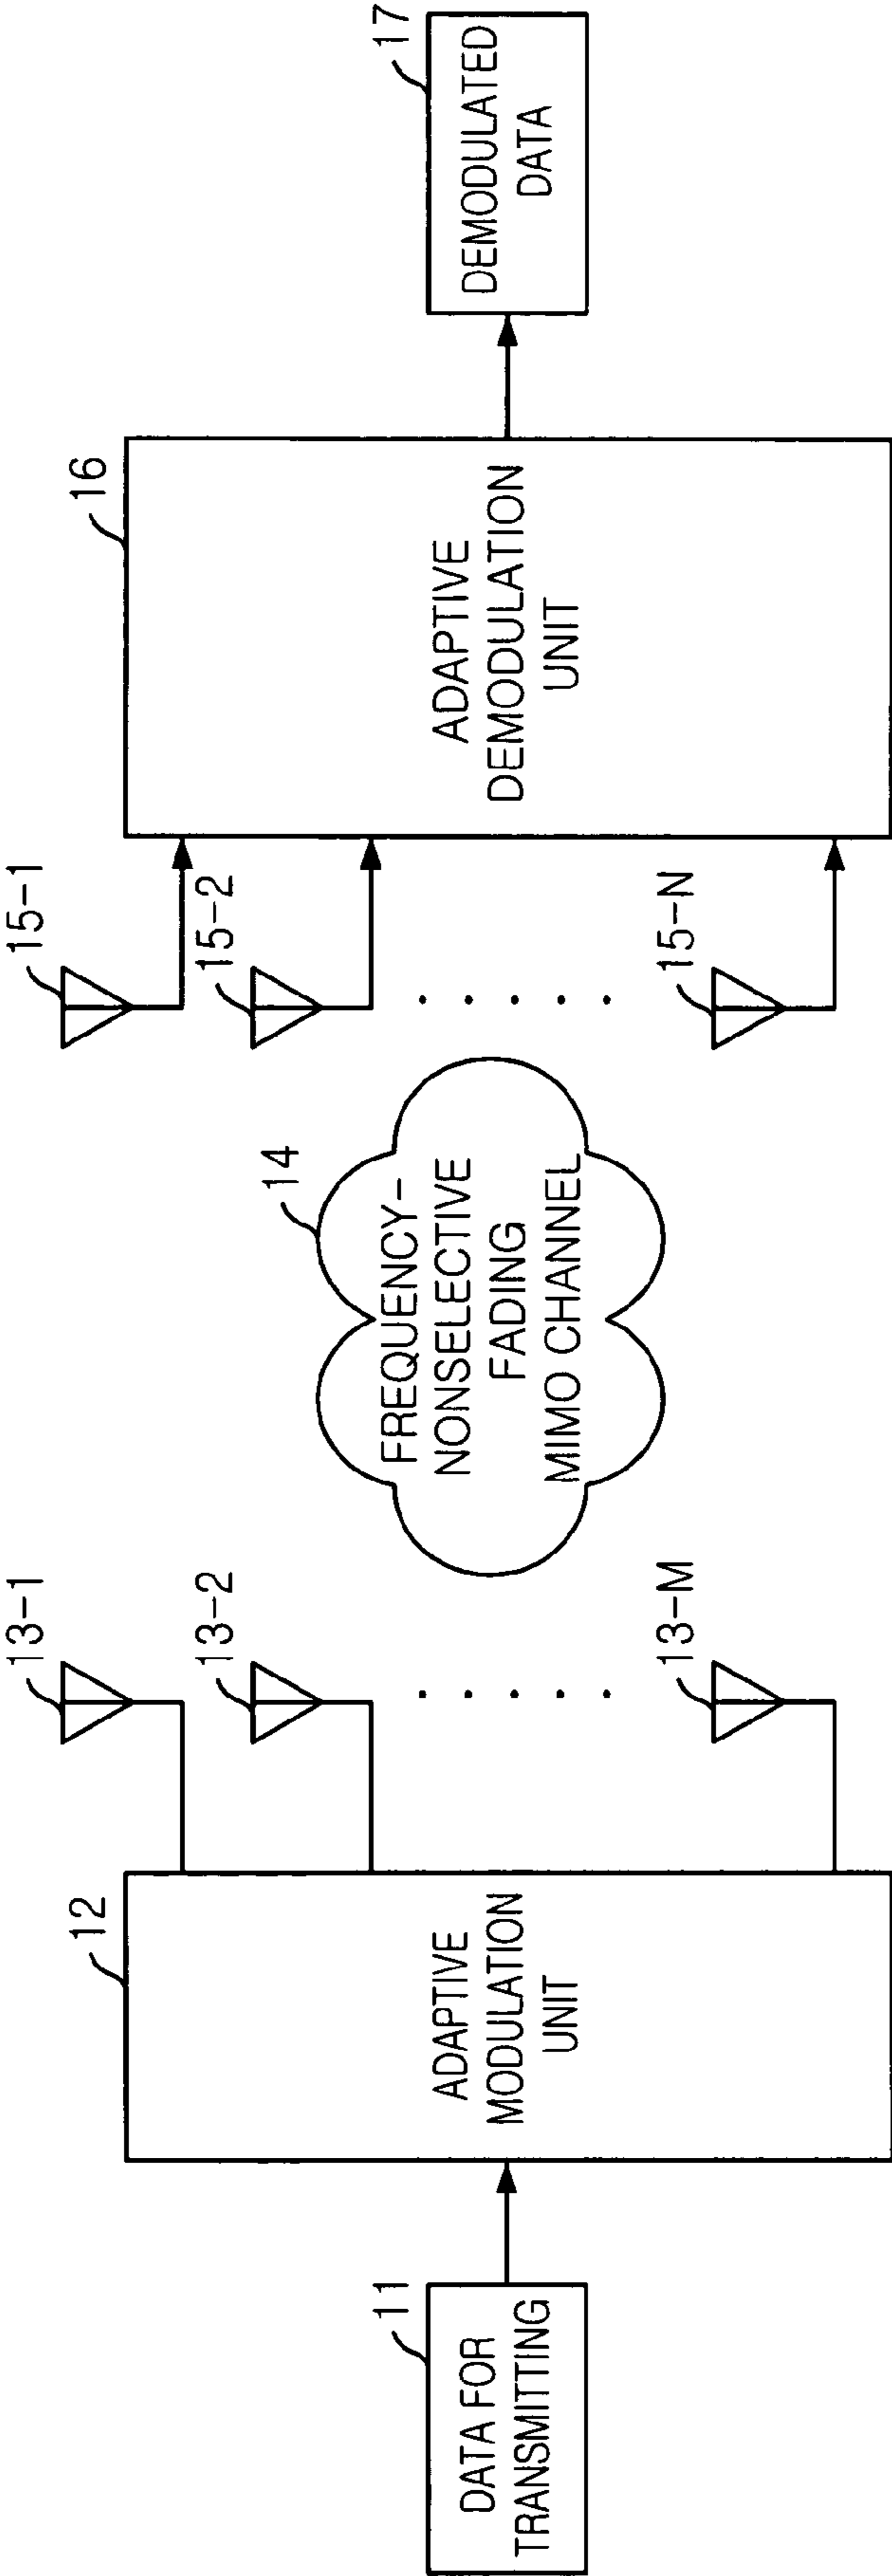 11
DATA FOR
TRANSMITTING
12
ADAPTIVE
MODULATION
UNIT
13-1
13-2
13-M
14
FREQUENCY-
NONSELECTIVE
FADING
MIMO CHANNEL
15-1
15-2
15-N
16
ADAPTIVE
DEMODULATION
UNIT
17
DEMODULATED
DATA